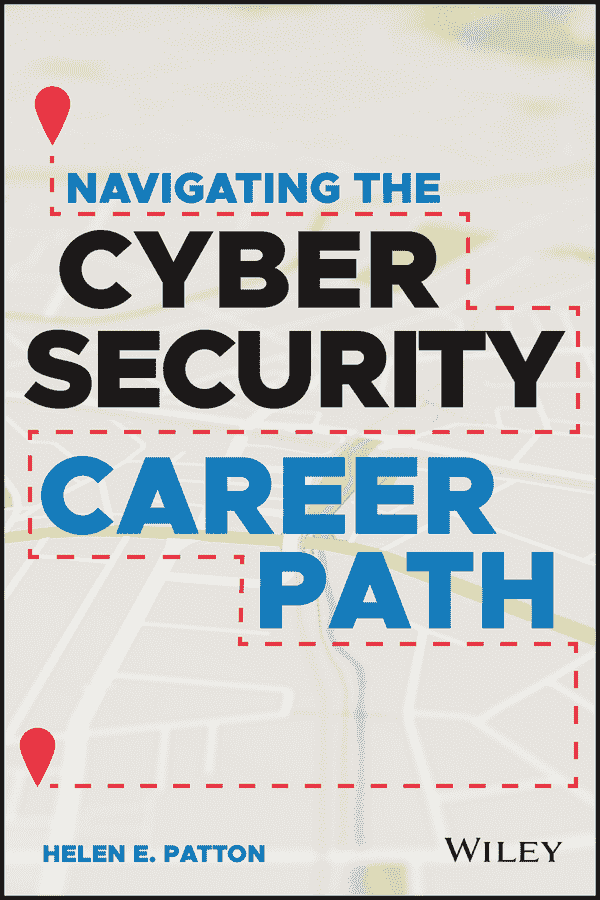 NAVIGATING THE
CYBER
SECURITY
CAREER
PATH
HELEN E. PATTON
WILEY